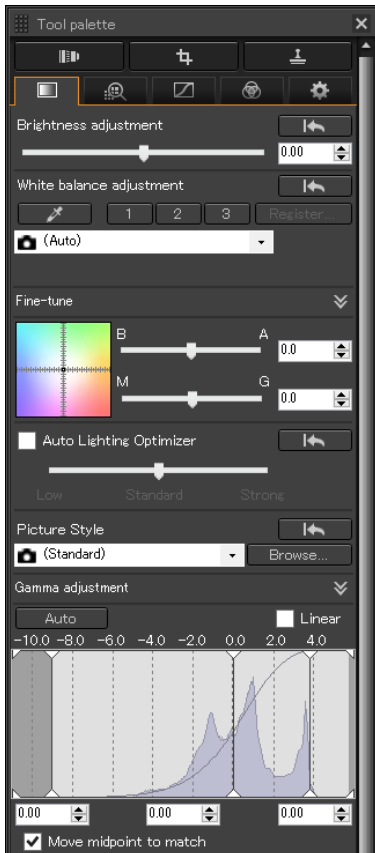 Tool palette
Brightness adjustment
0.00
White balance adjustment
1 2 3 Register...
(Auto)
Fine-tune
B A 0.0
M G 0.0
Auto Lighting Optimizer
Low Standard Strong
Picture Style
(Standard) Browse...
Gamma adjustment
Auto Linear
-10.0 -8.0 -6.0 -4.0 -2.0 0.0 2.0 4.0
0.00 0.00 0.00
Move midpoint to match